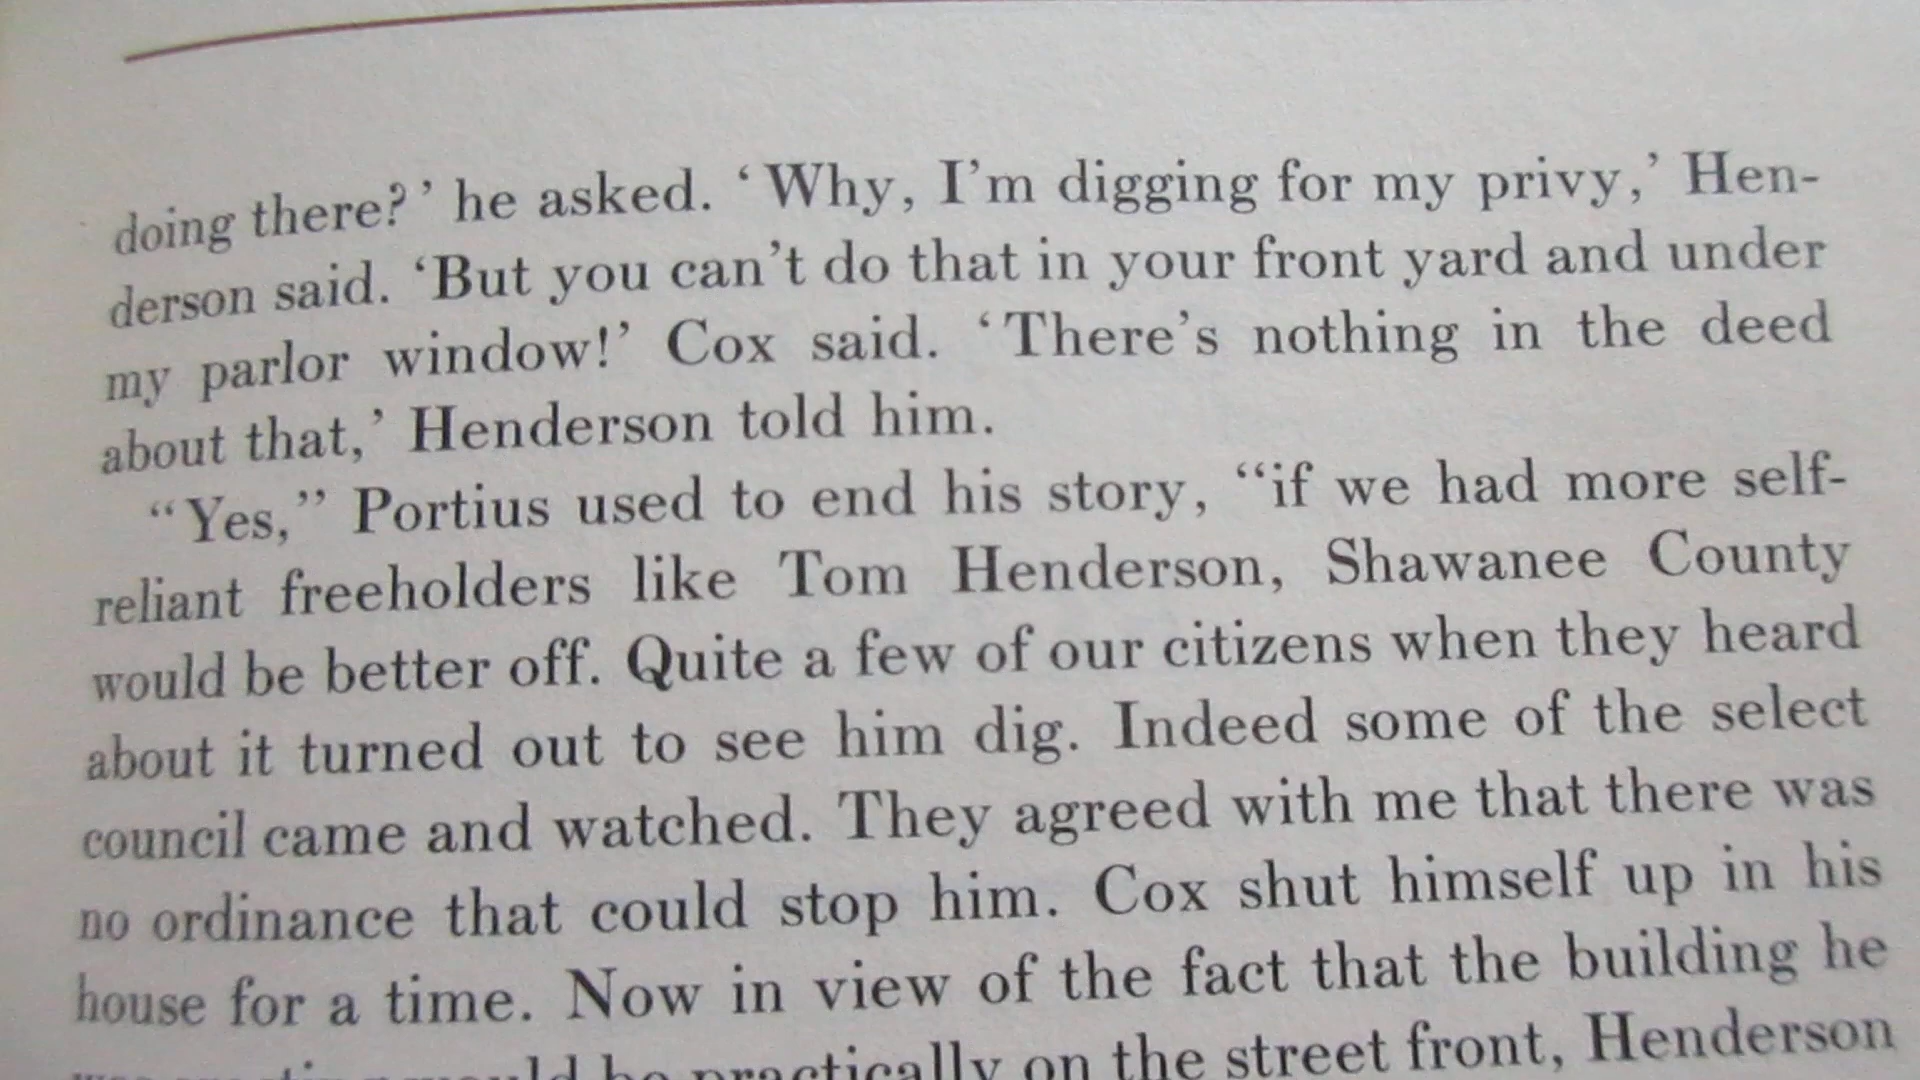 doing there?’ he asked. ‘Why, I’m digging for my privy,’ Hen-
derson said. ‘But you can’t do that in your front yard and under
my parlor window!’ Cox said. ‘There’s nothing in the deed
about that,’ Henderson told him.
“Yes,” Portius used to end his story, “if we had more self-
reliant freeholders like Tom Henderson, Shawanee County
would be better off. Quite a few of our citizens when they heard
about it turned out to see him dig. Indeed some of the select
council came and watched. They agreed with me that there was
no ordinance that could stop him. Cox shut himself up in his
house for a time. Now in view of the fact that the building he
would be practically on the street front, Henderson